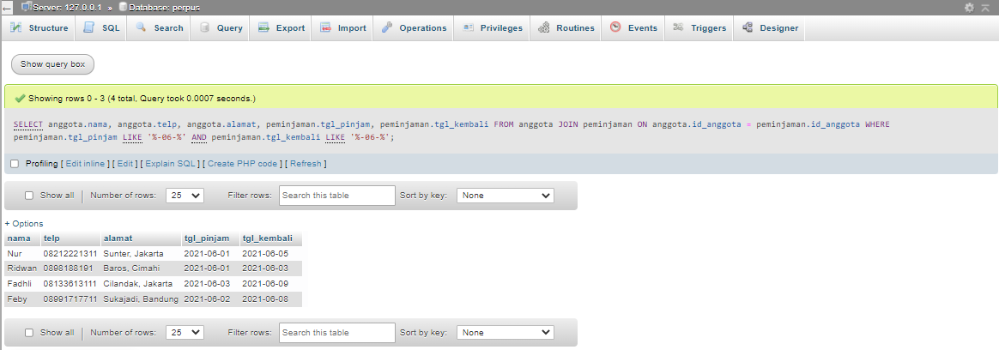 Server: 127.0.0.1 » Database: perpus
Structure SQL Search Query Export Import Operations Privileges Routines Events Triggers Designer
Show query box
Showing rows 0 - 3 (4 total, Query took 0.0007 seconds.)
SELECT anggota.nama, anggota.telp, anggota.alamat, peminjaman.tgl_pinjam, peminjaman.tgl_kembali FROM anggota JOIN peminjaman ON anggota.id_anggota = peminjaman.id_anggota WHERE
peminjaman.tgl_pinjam LIKE '%-06-%' AND peminjaman.tgl_kembali LIKE '%-06-%';
Profiling [ Edit inline ] [ Edit ] [ Explain SQL ] [ Create PHP code ] [ Refresh ]
Show all | Number of rows: 25 Filter rows: Search this table Sort by key: None
+ Options
nama telp alamat tgl_pinjam tgl_kembali
Nur 08212221311 Sunter, Jakarta 2021-06-01 2021-06-05
Ridwan 0898188191 Baros, Cimahi 2021-06-01 2021-06-03
Fadhli 08133613111 Cilandak, Jakarta 2021-06-03 2021-06-09
Feby 08991717711 Sukajadi, Bandung 2021-06-02 2021-06-08
Show all | Number of rows: 25 Filter rows: Search this table Sort by key: None